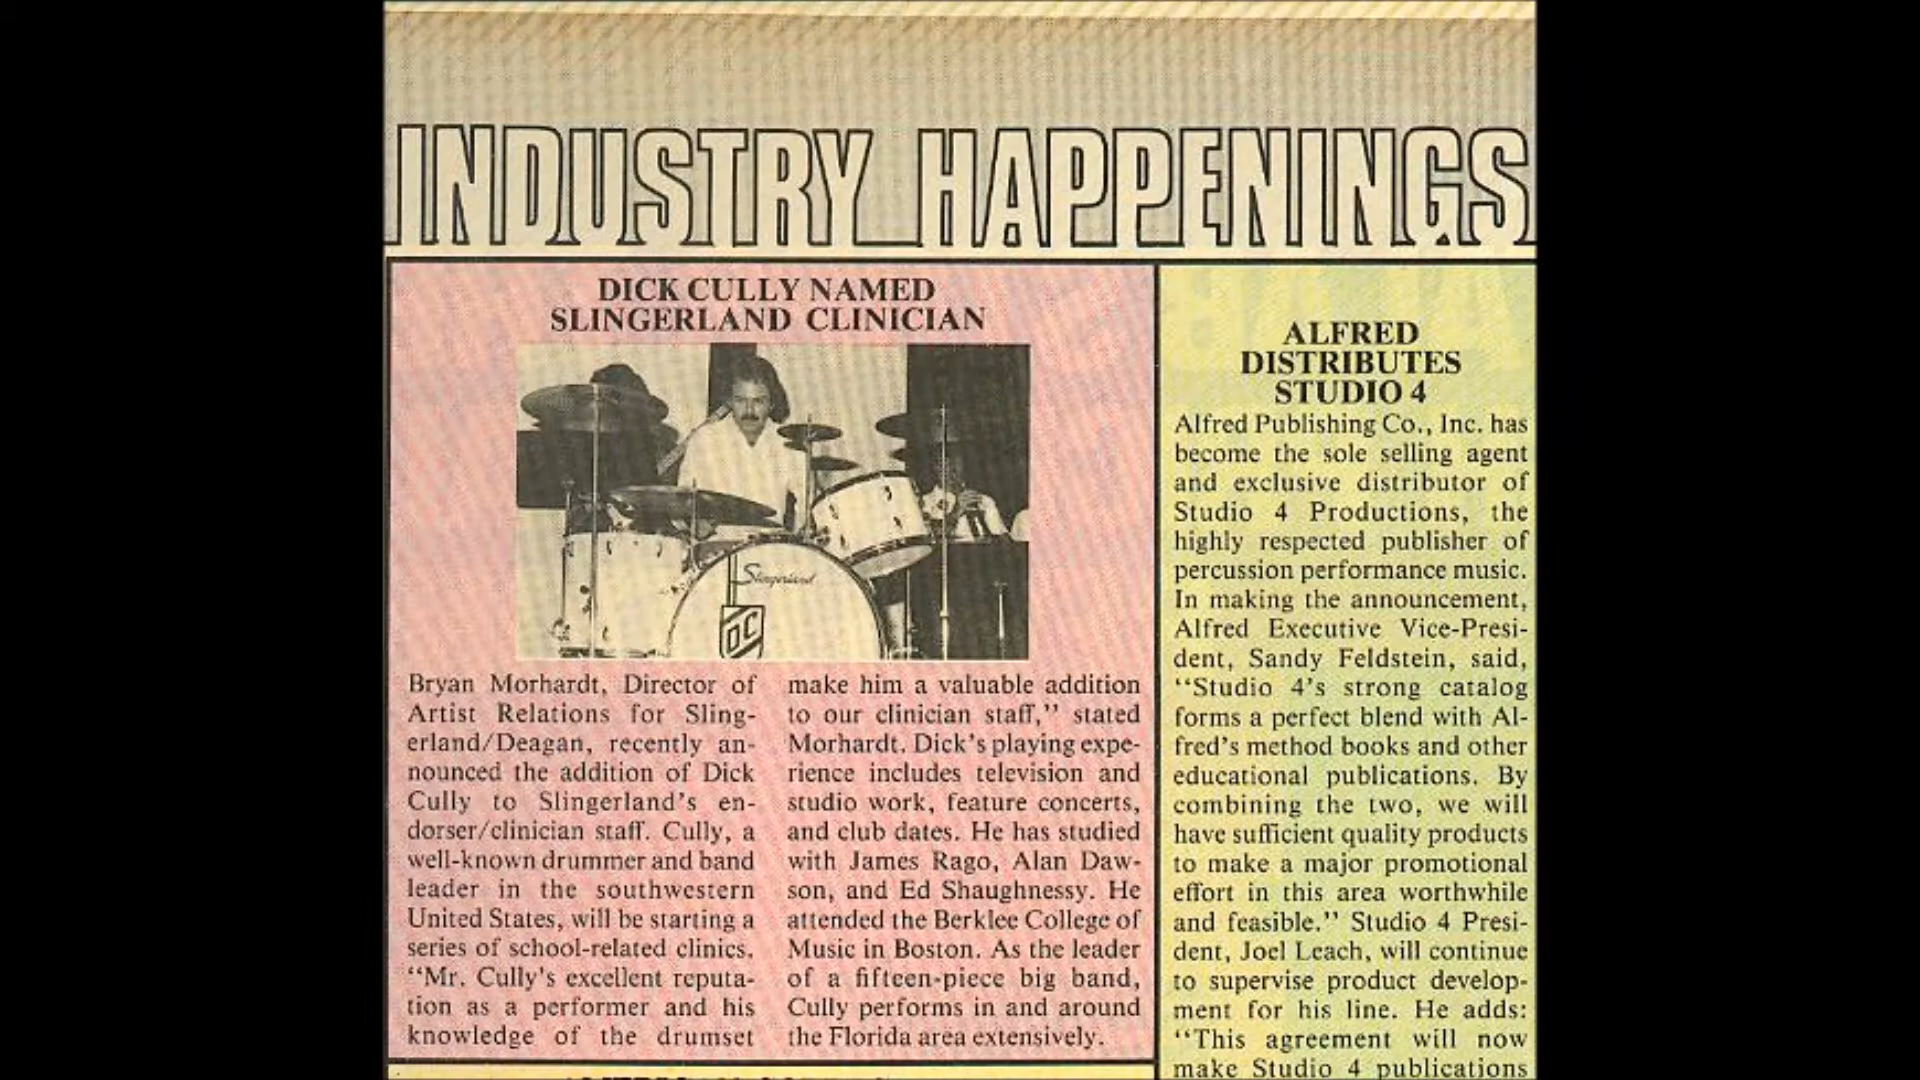 INDUSTRY HAPPENINGS
DICK CULLY NAMED
SLINGERLAND CLINICIAN
Slingerland
DC
Bryan Morhardt, Director of
Artist Relations for Sling-
erland/Deagan, recently an-
nounced the addition of Dick
Cully to Slingerland's en-
dorser/clinician staff. Cully, a
well-known drummer and band
leader in the southwestern
United States, will be starting a
series of school-related clinics.
"Mr. Cully's excellent reputa-
tion as a performer and his
knowledge of the drumset
make him a valuable addition
to our clinician staff," stated
Morhardt. Dick's playing expe-
rience includes television and
studio work, feature concerts,
and club dates. He has studied
with James Rago, Alan Daw-
son, and Ed Shaughnessy. He
attended the Berklee College of
Music in Boston. As the leader
of a fifteen-piece big band,
Cully performs in and around
the Florida area extensively.
ALFRED
DISTRIBUTES
STUDIO 4
Alfred Publishing Co., Inc. has
become the sole selling agent
and exclusive distributor of
Studio 4 Productions, the
highly respected publisher of
percussion performance music.
In making the announcement,
Alfred Executive Vice-Presi-
dent, Sandy Feldstein, said,
"Studio 4's strong catalog
forms a perfect blend with Al-
fred's method books and other
educational publications. By
combining the two, we will
have sufficient quality products
to make a major promotional
effort in this area worthwhile
and feasible." Studio 4 Presi-
dent, Joel Leach, will continue
to supervise product develop-
ment for his line. He adds:
"This agreement will now
make Studio 4 publications